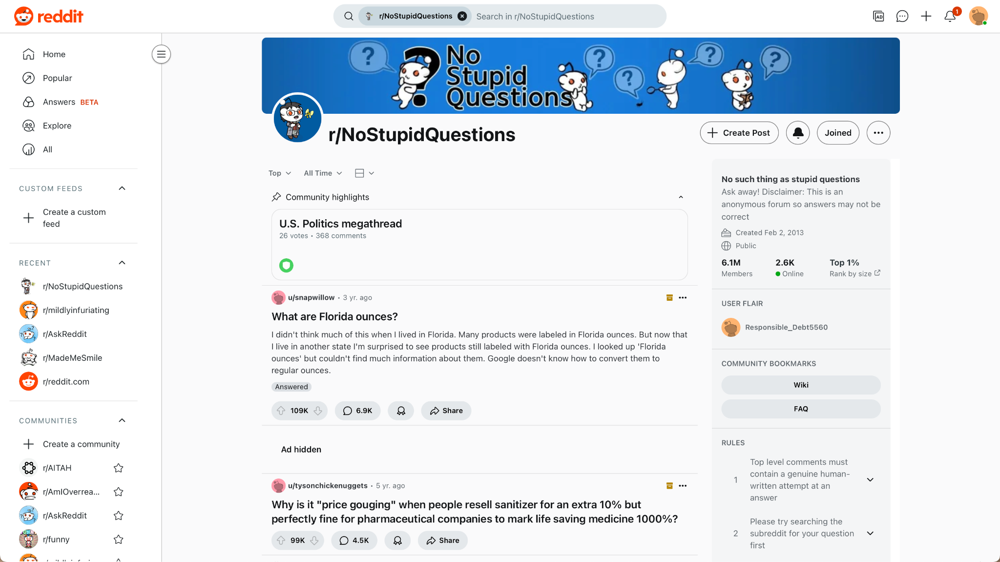 reddit
r/NoStupidQuestions
Search in r/NoStupidQuestions
AD
1
Home
Popular
Answers BETA
Explore
All
CUSTOM FEEDS
Create a custom
feed
RECENT
r/NoStupidQuestions
r/mildlyinfuriating
r/AskReddit
r/MadeMeSmile
r/reddit.com
COMMUNITIES
Create a community
r/AITAH
r/AmIOverrea...
r/AskReddit
r/funny
No
Stupid
Questions
r/NoStupidQuestions
Create Post
Joined
Top
All Time
Community highlights
U.S. Politics megathread
26 votes • 368 comments
u/snapwillow • 3 yr. ago
What are Florida ounces?
I didn't think much of this when I lived in Florida. Many products were labeled in Florida ounces. But now that
I live in another state I'm surprised to see products still labeled with Florida ounces. I looked up 'Florida
ounces' but couldn't find much information about them. Google doesn't know how to convert them to
regular ounces.
Answered
109K
6.9K
Share
Ad hidden
u/tysonchickenuggets • 5 yr. ago
Why is it "price gouging" when people resell sanitizer for an extra 10% but
perfectly fine for pharmaceutical companies to mark life saving medicine 1000%?
99K
4.5K
Share
No such thing as stupid questions
Ask away! Disclaimer: This is an
anonymous forum so answers may not be
correct
Created Feb 2, 2013
Public
6.1M
Members
2.6K
Online
Top 1%
Rank by size
USER FLAIR
Responsible_Debt5560
COMMUNITY BOOKMARKS
Wiki
FAQ
RULES
1
Top level comments must
contain a genuine human-
written attempt at an
answer
2
Please try searching the
subreddit for your question
first